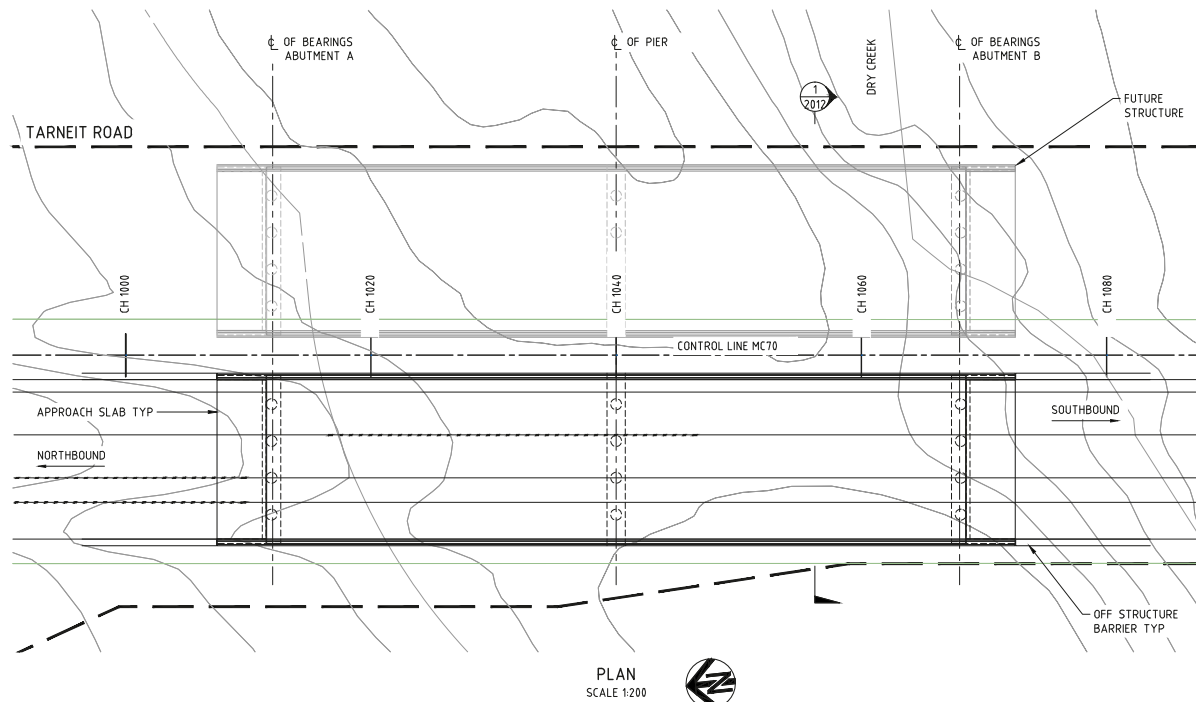 ℄ OF BEARINGS
ABUTMENT A
℄ OF PIER
DRY CREEK
℄ OF BEARINGS
ABUTMENT B
1
2012
FUTURE
STRUCTURE
TARNEIT ROAD
CH 1000
CH 1020
CH 1040
CH 1060
CH 1080
CONTROL LINE MC70
APPROACH SLAB TYP
SOUTHBOUND
NORTHBOUND
OFF STRUCTURE
BARRIER TYP
PLAN
SCALE 1:200
N